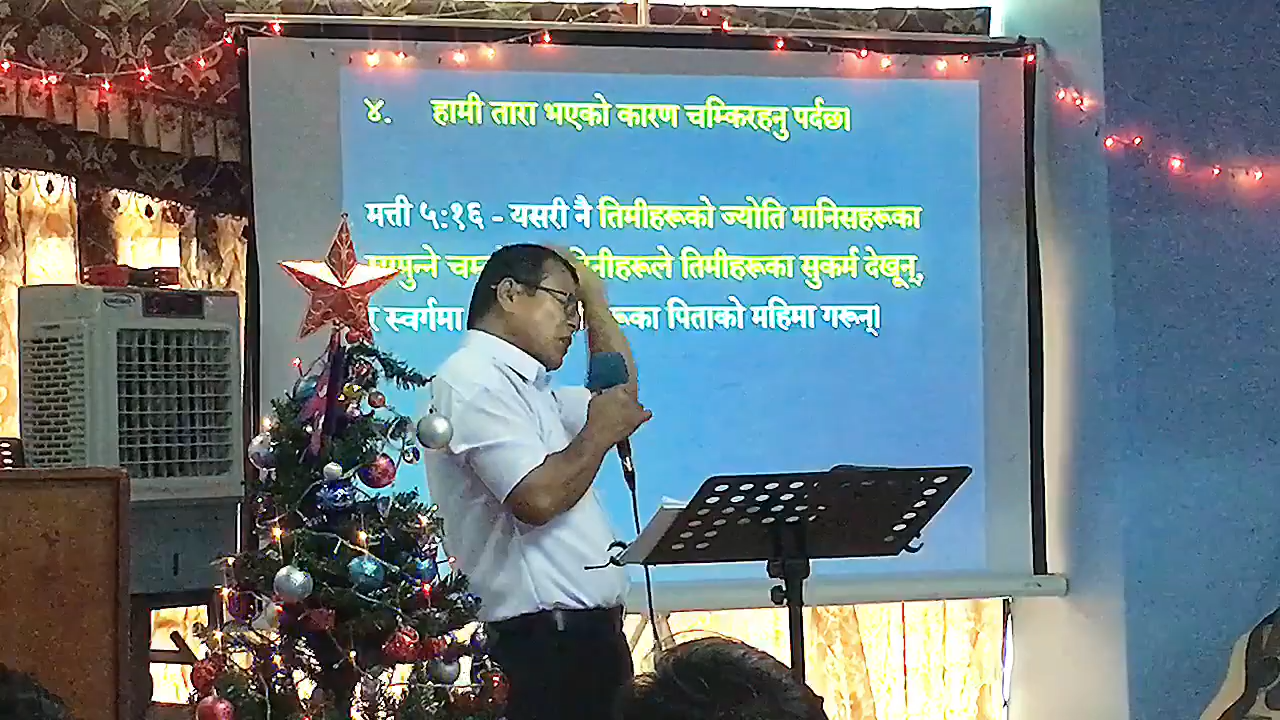 ४. हामी तारा भएको कारण चम्किरहनु पर्दछ।
मत्ती ५:१६ - यसरी नै तिमीहरूको ज्योति मानिसहरूका
तिमीहरूका सुकर्म देखून्,
र स्वर्गमा पिताको महिमा गरून्।